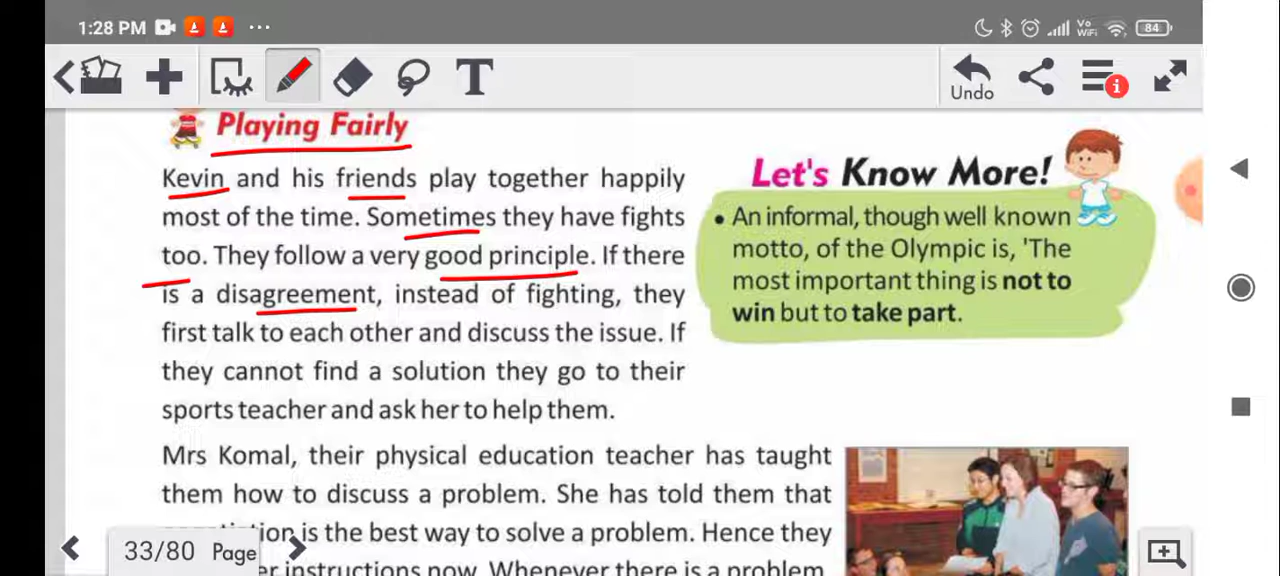 1:28 PM
Vo
WiFi
84
T
Undo
i
Playing Fairly
Kevin and his friends play together happily
most of the time. Sometimes they have fights
too. They follow a very good principle. If there
is a disagreement, instead of fighting, they
first talk to each other and discuss the issue. If
they cannot find a solution they go to their
sports teacher and ask her to help them.
Let's Know More!
• An informal, though well known
motto, of the Olympic is, 'The
most important thing is not to
win but to take part.
Mrs Komal, their physical education teacher has taught
them how to discuss a problem. She has told them that
is the best way to solve a problem. Hence they
instructions now. Whenever there is a problem,
33/80 Page